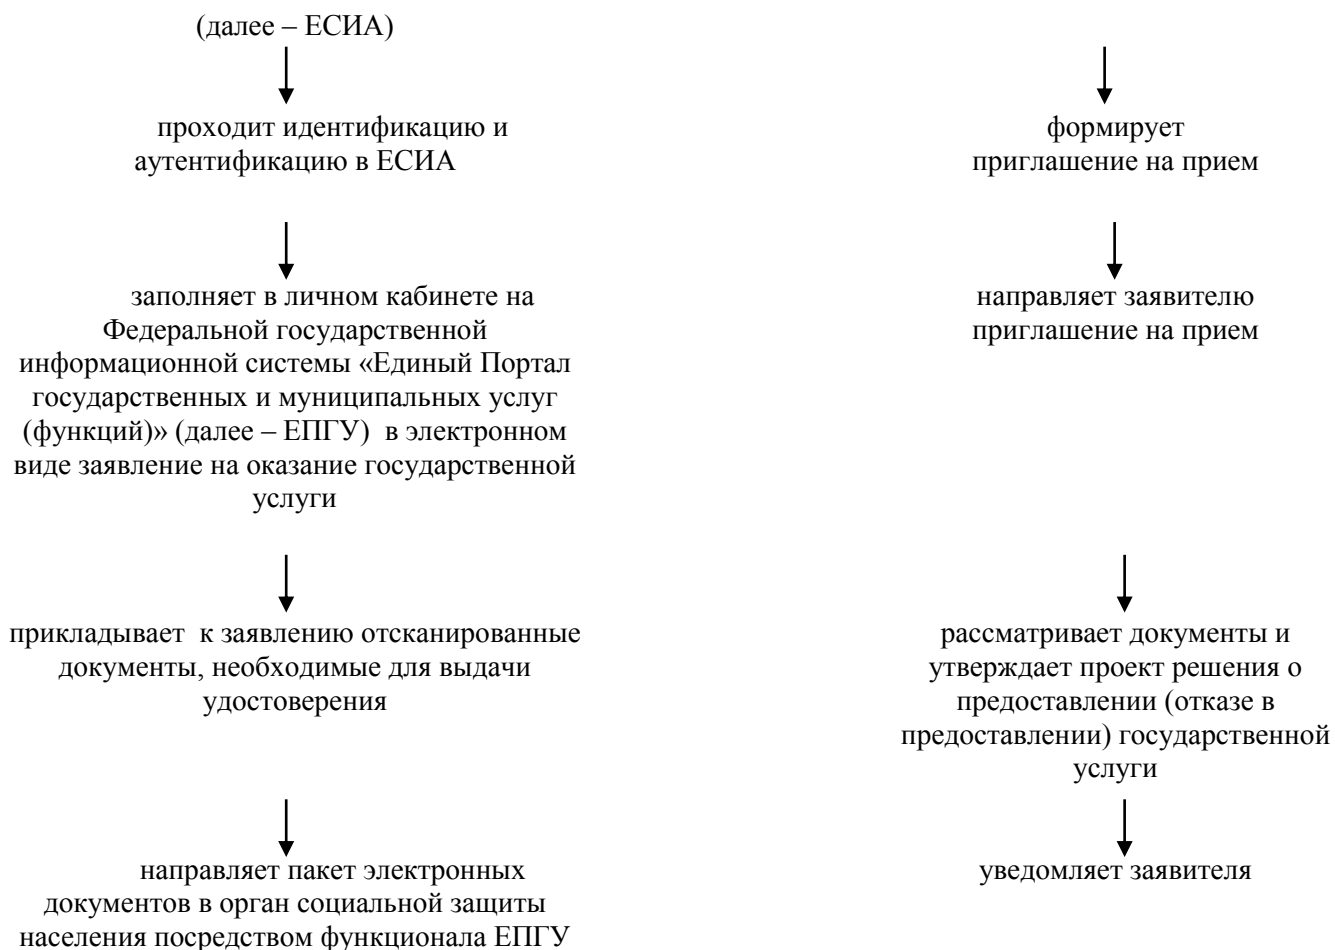 (далее – ЕСИА)
проходит идентификацию и
аутентификацию в ЕСИА
заполняет в личном кабинете на
Федеральной государственной
информационной системы «Единый Портал
государственных и муниципальных услуг
(функций)» (далее – ЕПГУ) в электронном
виде заявление на оказание государственной
услуги
прикладывает к заявлению отсканированные
документы, необходимые для выдачи
удостоверения
направляет пакет электронных
документов в орган социальной защиты
населения посредством функционала ЕПГУ
формирует
приглашение на прием
направляет заявителю
приглашение на прием
рассматривает документы и
утверждает проект решения о
предоставлении (отказе в
предоставлении) государственной
услуги
уведомляет заявителя